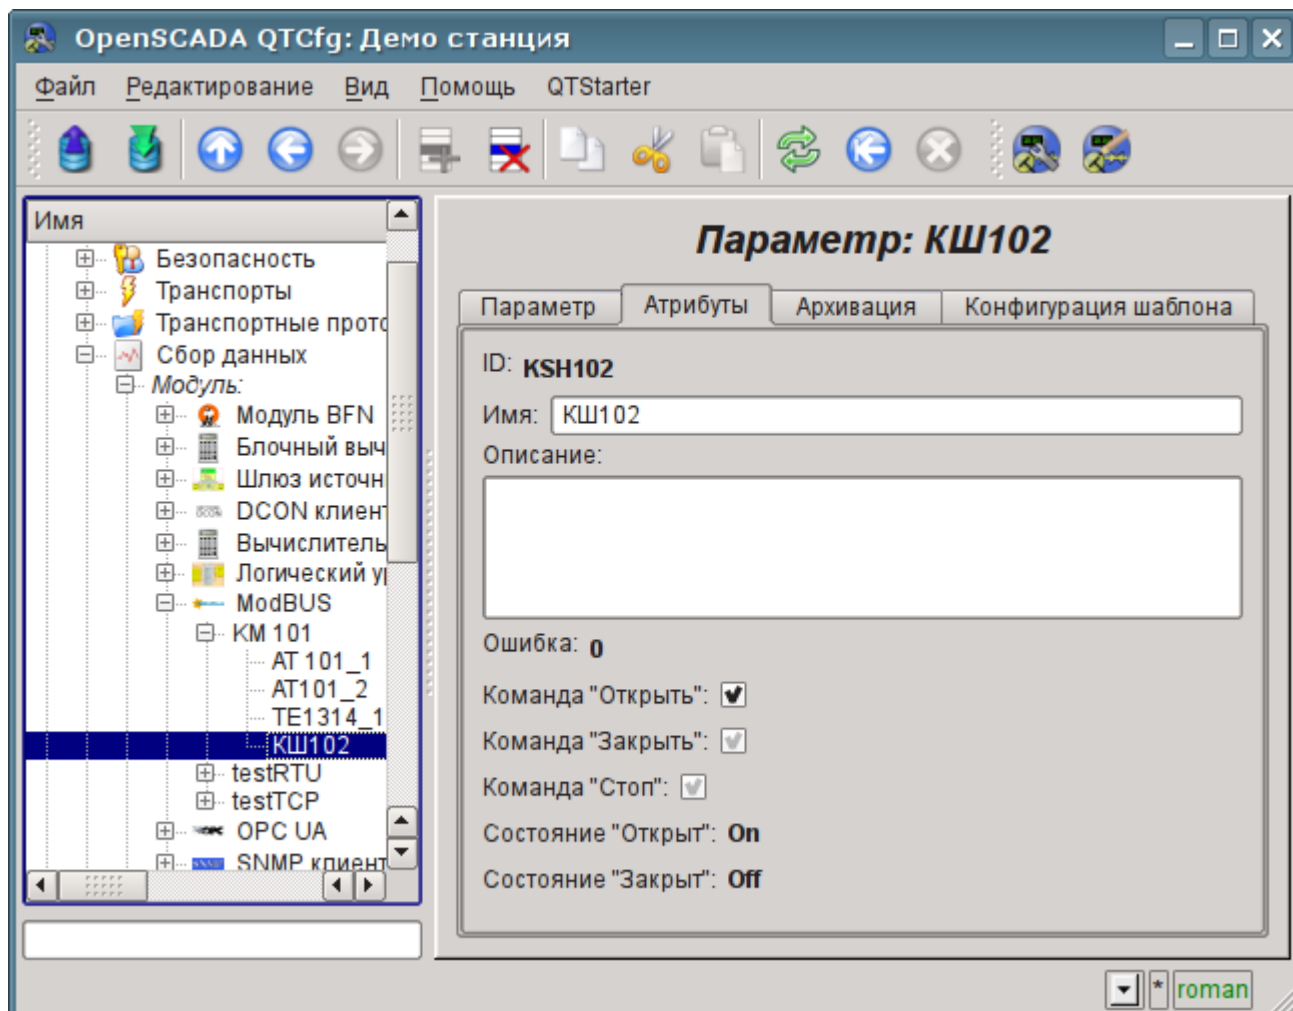 OpenSCADA QTCfg: Демо станция
Файл Редактирование Вид Помощь QTStarter
Имя
Безопасность
Транспорты
Транспортные прото
Сбор данных
Модуль:
Модуль BFN
Блочный выч
Шлюз источн
DCON клиент
Вычислитель
Логический у
ModBUS
КМ 101
AT 101_1
AT101_2
TE1314_1
КШ102
testRTU
testTCP
OPC UA
SNMP клиент
Параметр: КШ102
Параметр Атрибуты Архивация Конфигурация шаблона
ID: KSH102
Имя: КШ102
Описание:
Ошибка: 0
Команда "Открыть":
Команда "Закрыть":
Команда "Стоп":
Состояние "Открыт": On
Состояние "Закрыт": Off
* roman